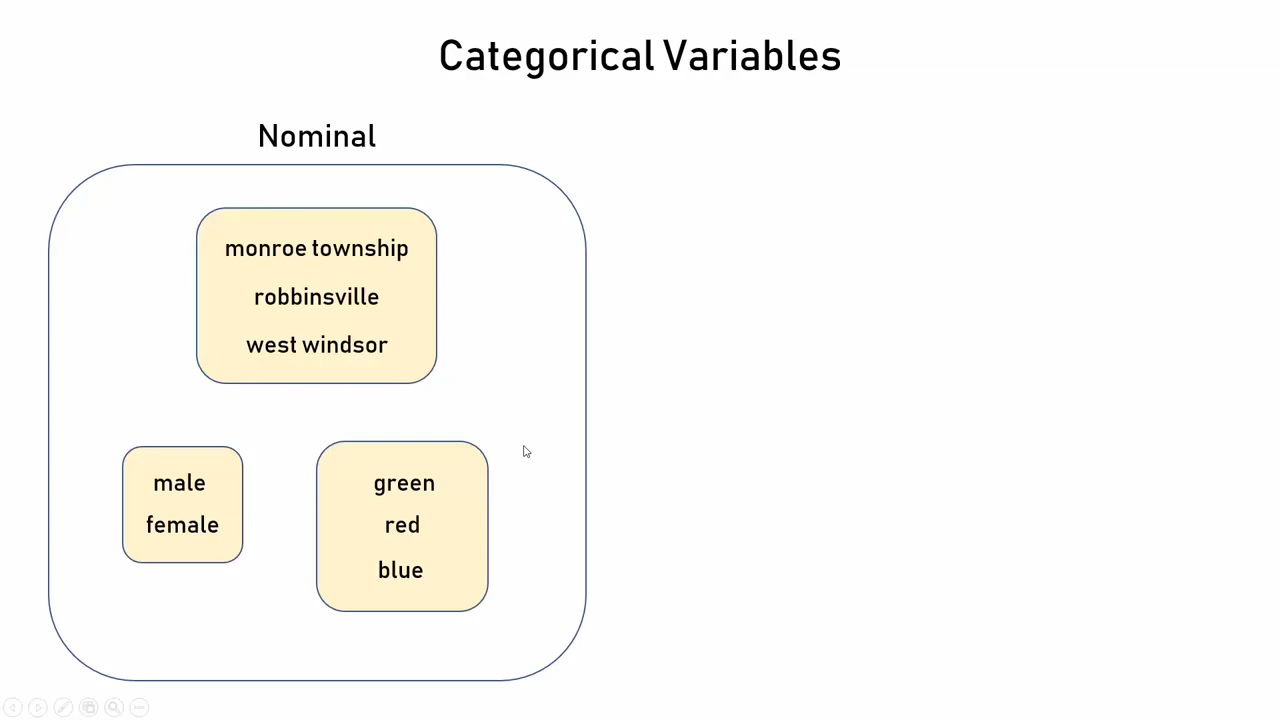 Categorical Variables
Nominal
monroe township
robbinsville
west windsor
male
female
green
red
blue